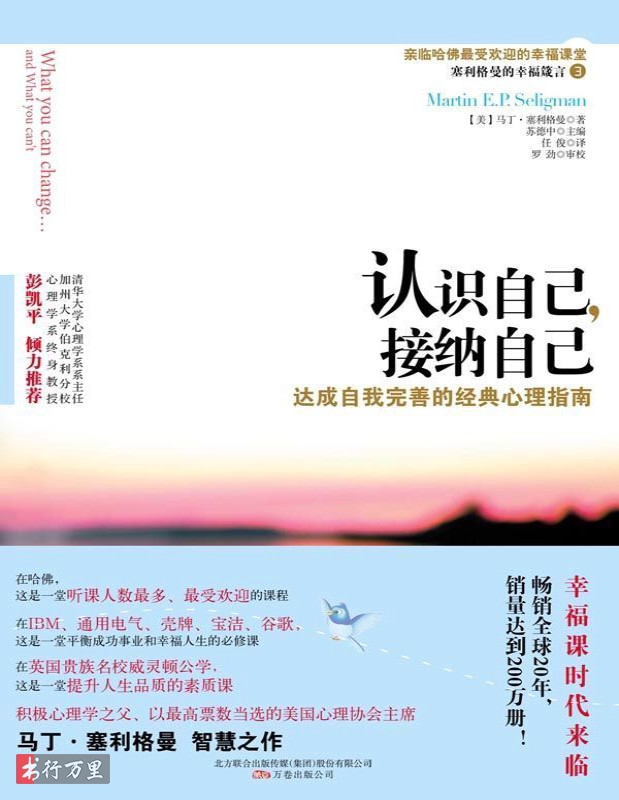 亲临哈佛最受欢迎的幸福课堂
塞利格曼的幸福箴言3
Martin E.P. Seligman
【美】马丁·塞利格曼◎著
苏德中◎主编
任 俊◎译
罗 劲◎审校
What you can change…
and What you can't
认识自己,
接纳自己
达成自我完善的经典心理指南
清华大学心理学系系主任
加州大学伯克利分校
心理学系终身教授
彭凯平 倾力推荐
在哈佛，
这是一堂听课人数最多、最受欢迎的课程
在IBM、通用电气、壳牌、宝洁、谷歌，
这是一堂平衡成功事业和幸福人生的必修课
在英国贵族名校威灵顿公学，
这是一堂提升人生品质的素质课
积极心理学之父、以最高票数当选的美国心理协会主席
马丁·塞利格曼 智慧之作
幸福课时代来临
畅销全球20年，
销量达到200万册！
北方联合出版传媒(集团)股份有限公司
万卷出版公司
书行万里